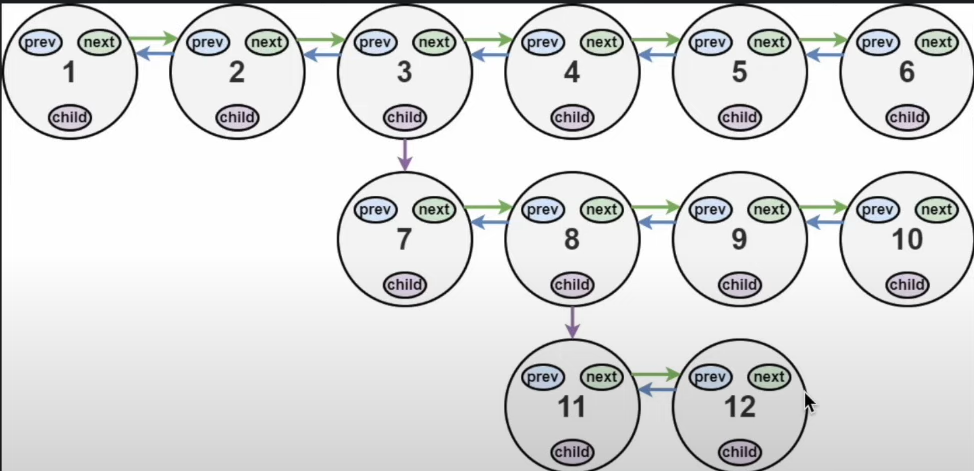 prev next prev next prev next prev next prev next prev next
1 2 3 4 5 6
child child child child child child
prev next prev next prev next prev next
7 8 9 10
child child child child
prev next prev next
11 12
child child